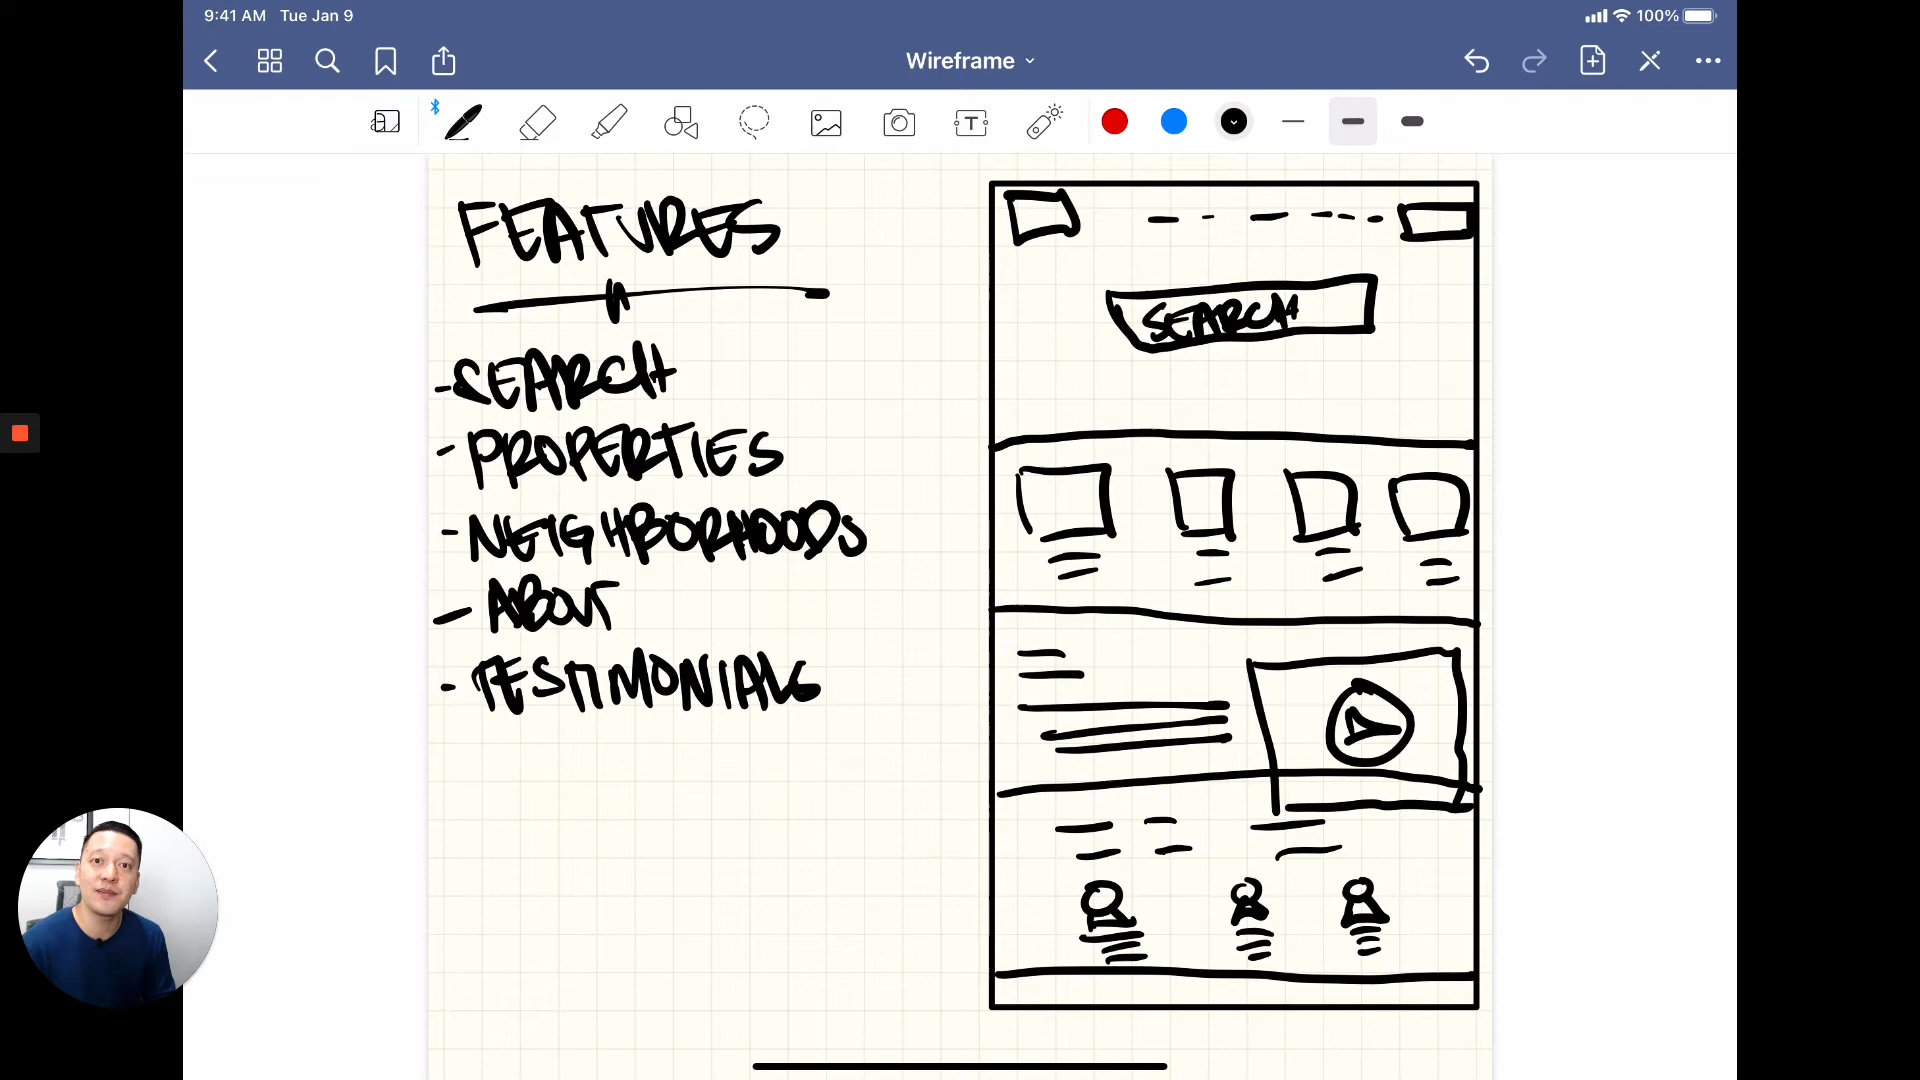 9:41 AM Tue Jan 9
100%
Wireframe
T
FEATURES
- SEARCH
- PROPERTIES
- NEIGHBORHOODS
- ABOUT
- TESTIMONIALS
SEARCH